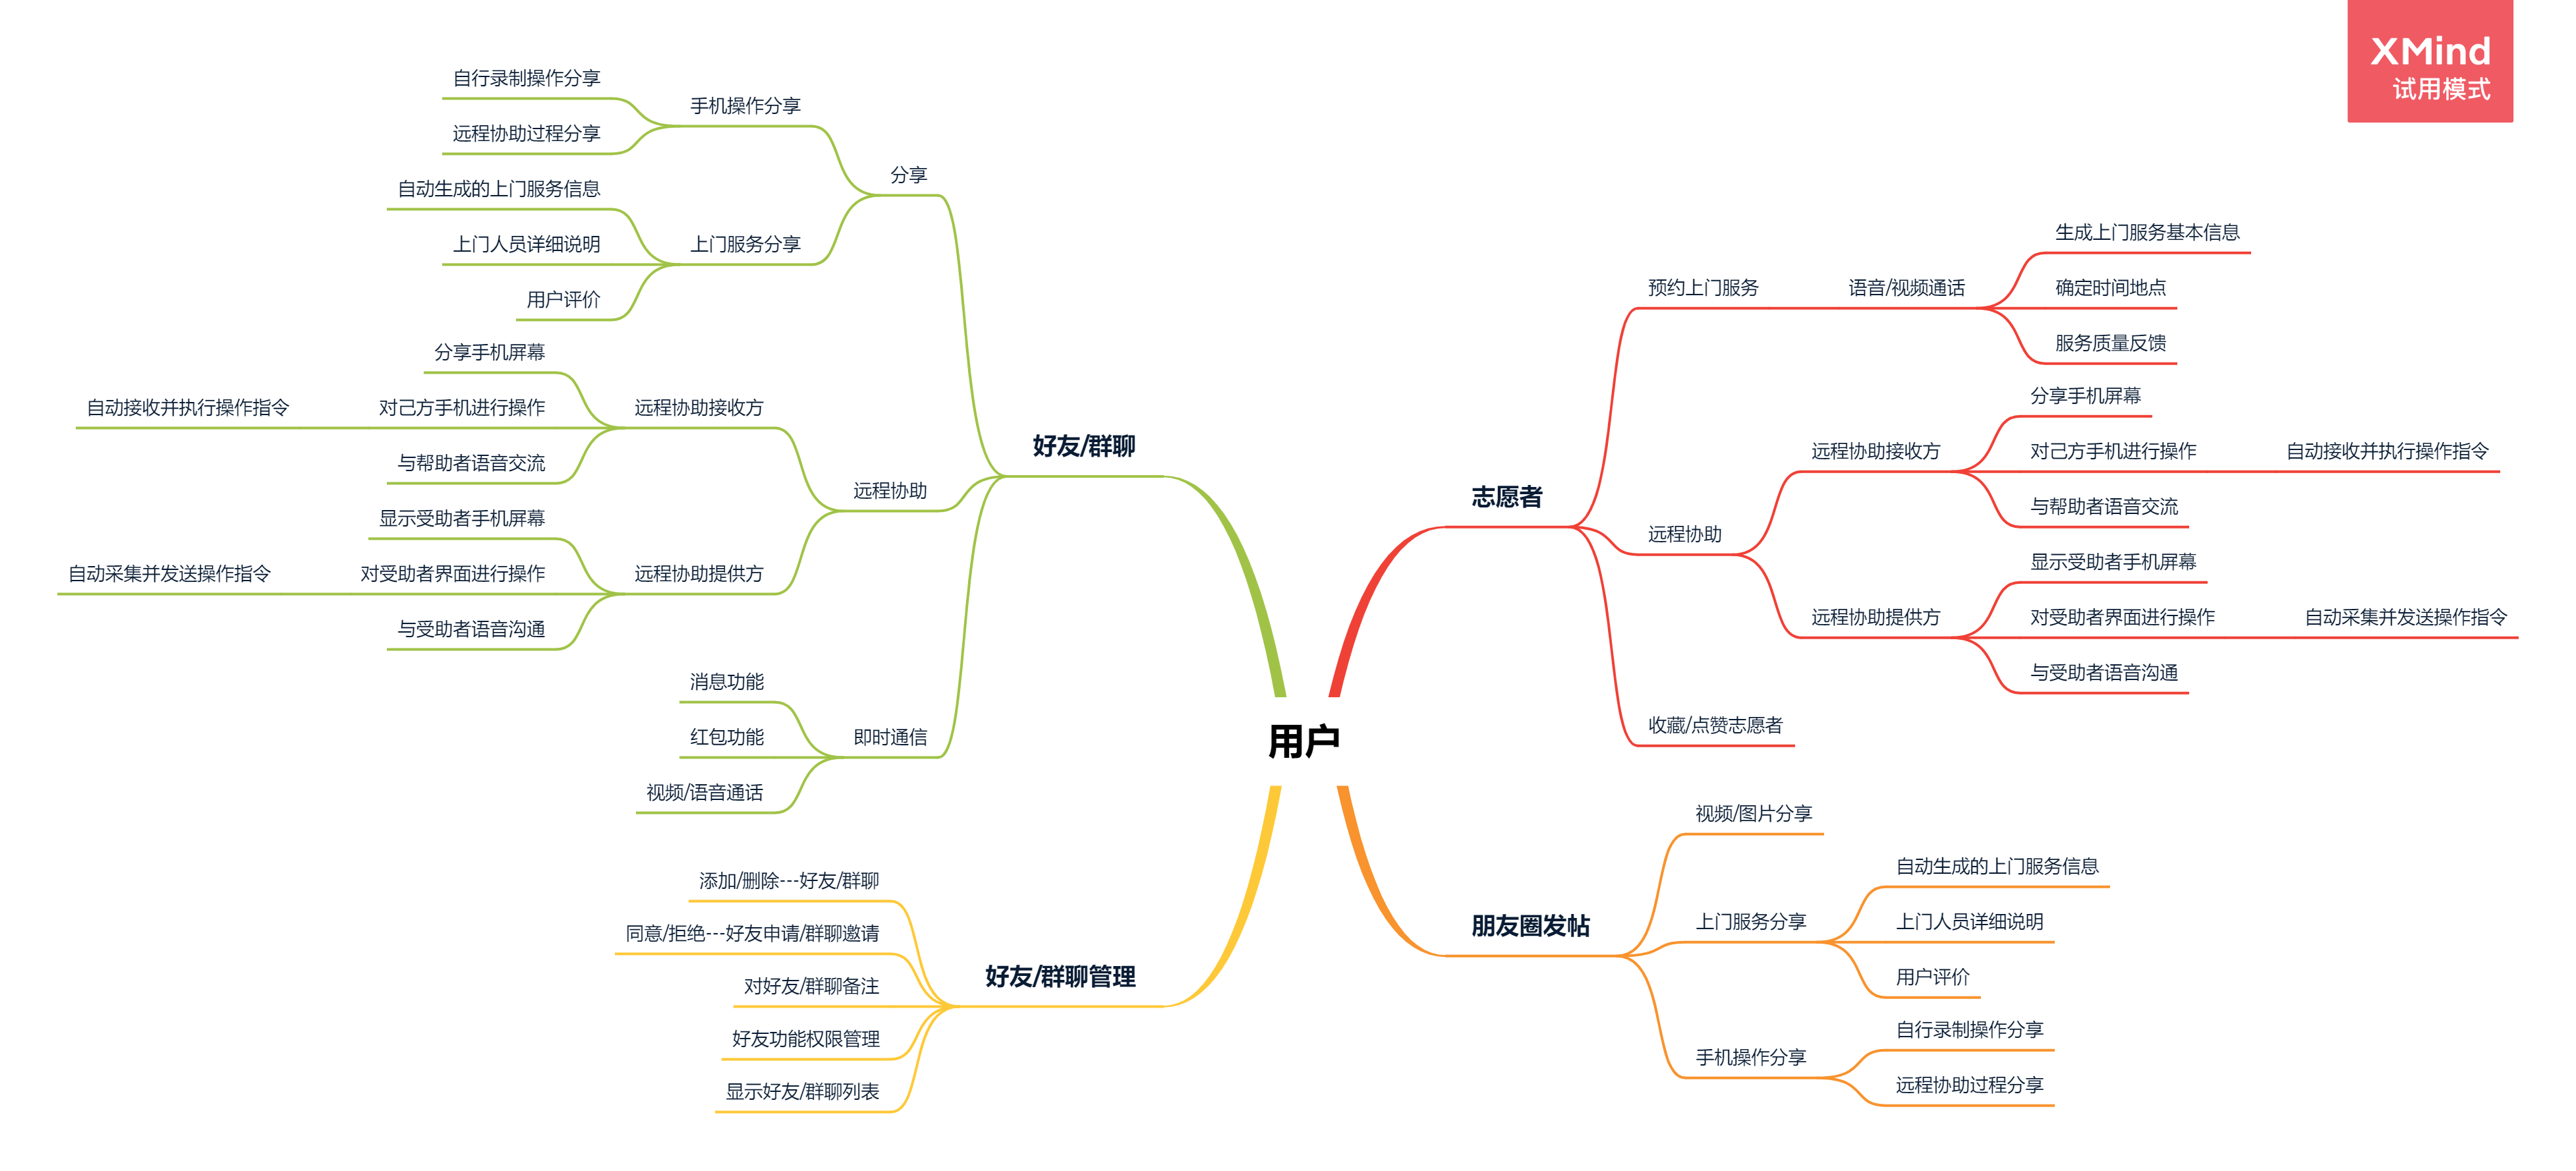 XMind
试用模式
用户
志愿者
预约上门服务
语音/视频通话
生成上门服务基本信息
确定时间地点
服务质量反馈
远程协助
远程协助接收方
分享手机屏幕
对己方手机进行操作
自动接收并执行操作指令
与帮助者语音交流
远程协助提供方
显示受助者手机屏幕
对受助者界面进行操作
自动采集并发送操作指令
与受助者语音沟通
收藏/点赞志愿者
朋友圈发帖
视频/图片分享
上门服务分享
自动生成的上门服务信息
上门人员详细说明
用户评价
手机操作分享
自行录制操作分享
远程协助过程分享
好友/群聊
分享
手机操作分享
自行录制操作分享
远程协助过程分享
上门服务分享
自动生成的上门服务信息
上门人员详细说明
用户评价
远程协助
远程协助接收方
分享手机屏幕
对己方手机进行操作
自动接收并执行操作指令
与帮助者语音交流
远程协助提供方
显示受助者手机屏幕
对受助者界面进行操作
自动采集并发送操作指令
与受助者语音沟通
即时通信
消息功能
红包功能
视频/语音通话
好友/群聊管理
添加/删除---好友/群聊
同意/拒绝---好友申请/群聊邀请
对好友/群聊备注
好友功能权限管理
显示好友/群聊列表